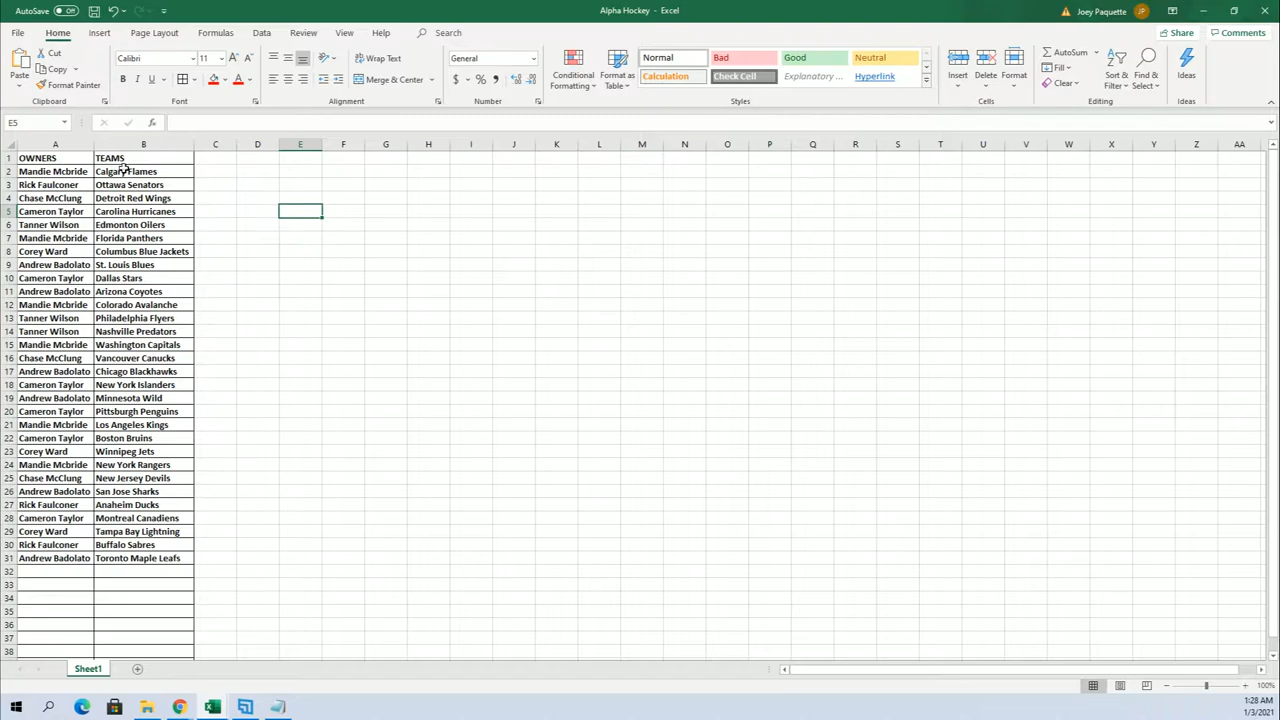 AutoSave Off
Alpha Hockey - Excel
Joey Paquette JP
File Home Insert Page Layout Formulas Data Review View Help Search
Share Comments
Cut
Copy
Format Painter
Paste
Clipboard
Calibri 11
B I U
Font
Wrap Text
Merge & Center
Alignment
General
$ % ,
Number
Conditional Formatting
Format as Table
Normal Bad Good Neutral
Calculation Check Cell Explanatory ... Hyperlink
Styles
Insert Delete Format
Cells
AutoSum
Fill
Clear
Sort & Filter
Find & Select
Editing
Ideas
Ideas
E5
A B C D E F G H I J K L M N O P Q R S T U V W X Y Z AA
1 OWNERS TEAMS
2 Mandie Mcbride Calgary Flames
3 Rick Faulconer Ottawa Senators
4 Chase McClung Detroit Red Wings
5 Cameron Taylor Carolina Hurricanes
6 Tanner Wilson Edmonton Oilers
7 Mandie Mcbride Florida Panthers
8 Corey Ward Columbus Blue Jackets
9 Andrew Badolato St. Louis Blues
10 Cameron Taylor Dallas Stars
11 Andrew Badolato Arizona Coyotes
12 Mandie Mcbride Colorado Avalanche
13 Tanner Wilson Philadelphia Flyers
14 Tanner Wilson Nashville Predators
15 Mandie Mcbride Washington Capitals
16 Chase McClung Vancouver Canucks
17 Andrew Badolato Chicago Blackhawks
18 Cameron Taylor New York Islanders
19 Andrew Badolato Minnesota Wild
20 Cameron Taylor Pittsburgh Penguins
21 Mandie Mcbride Los Angeles Kings
22 Cameron Taylor Boston Bruins
23 Corey Ward Winnipeg Jets
24 Mandie Mcbride New York Rangers
25 Chase McClung New Jersey Devils
26 Andrew Badolato San Jose Sharks
27 Rick Faulconer Anaheim Ducks
28 Cameron Taylor Montreal Canadiens
29 Corey Ward Tampa Bay Lightning
30 Rick Faulconer Buffalo Sabres
31 Andrew Badolato Toronto Maple Leafs
32
33
34
35
36
37
38
Sheet1
100%
1:28 AM
1/3/2021